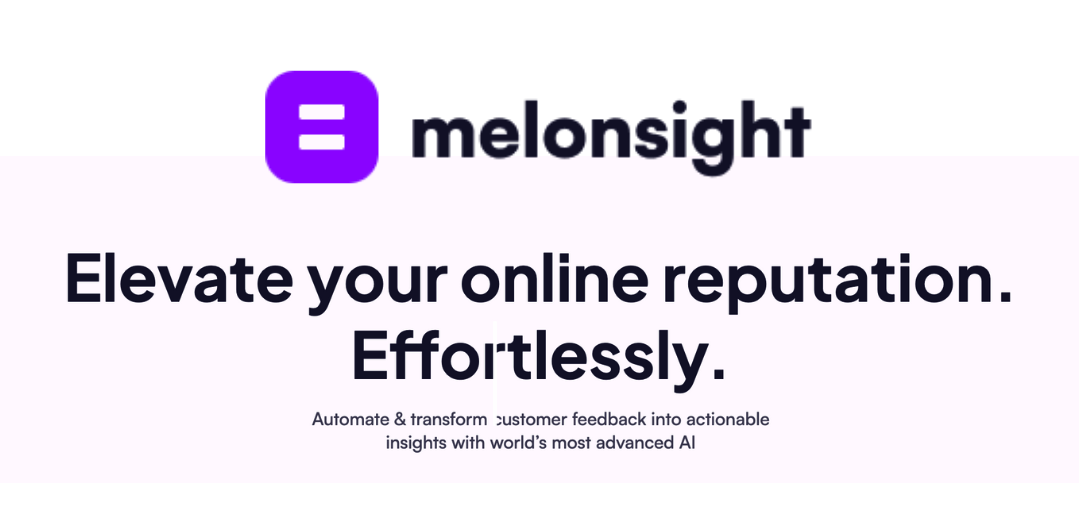 melonsight
Elevate your online reputation.
Effortlessly.
Automate & transform customer feedback into actionable
insights with world’s most advanced AI